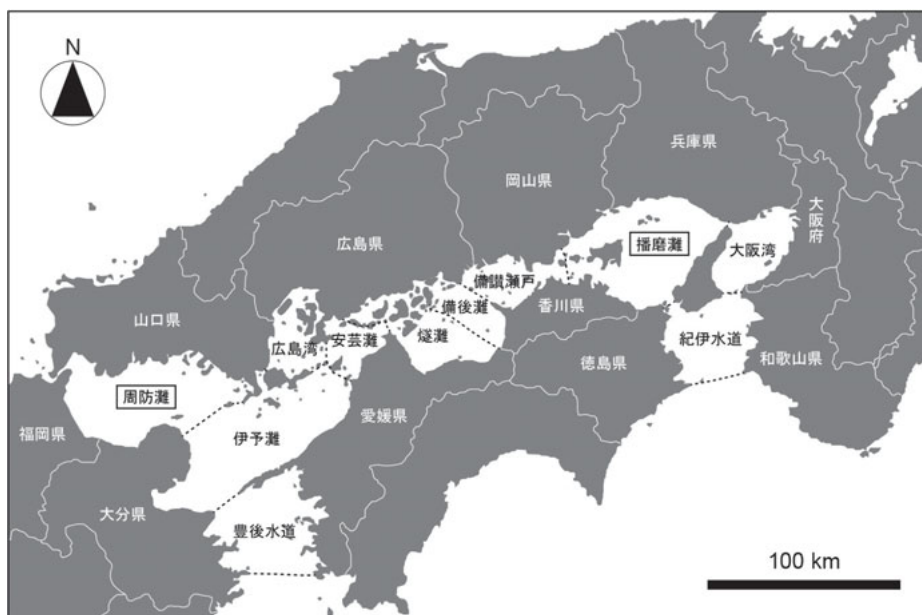 N
兵庫県
岡山県
大阪府
広島県
播磨灘
大阪湾
備讃瀬戸
備後灘
香川県
山口県
安芸灘
燧灘
広島湾
紀伊水道
徳島県
和歌山県
周防灘
愛媛県
福岡県
伊予灘
大分県
豊後水道
100 km